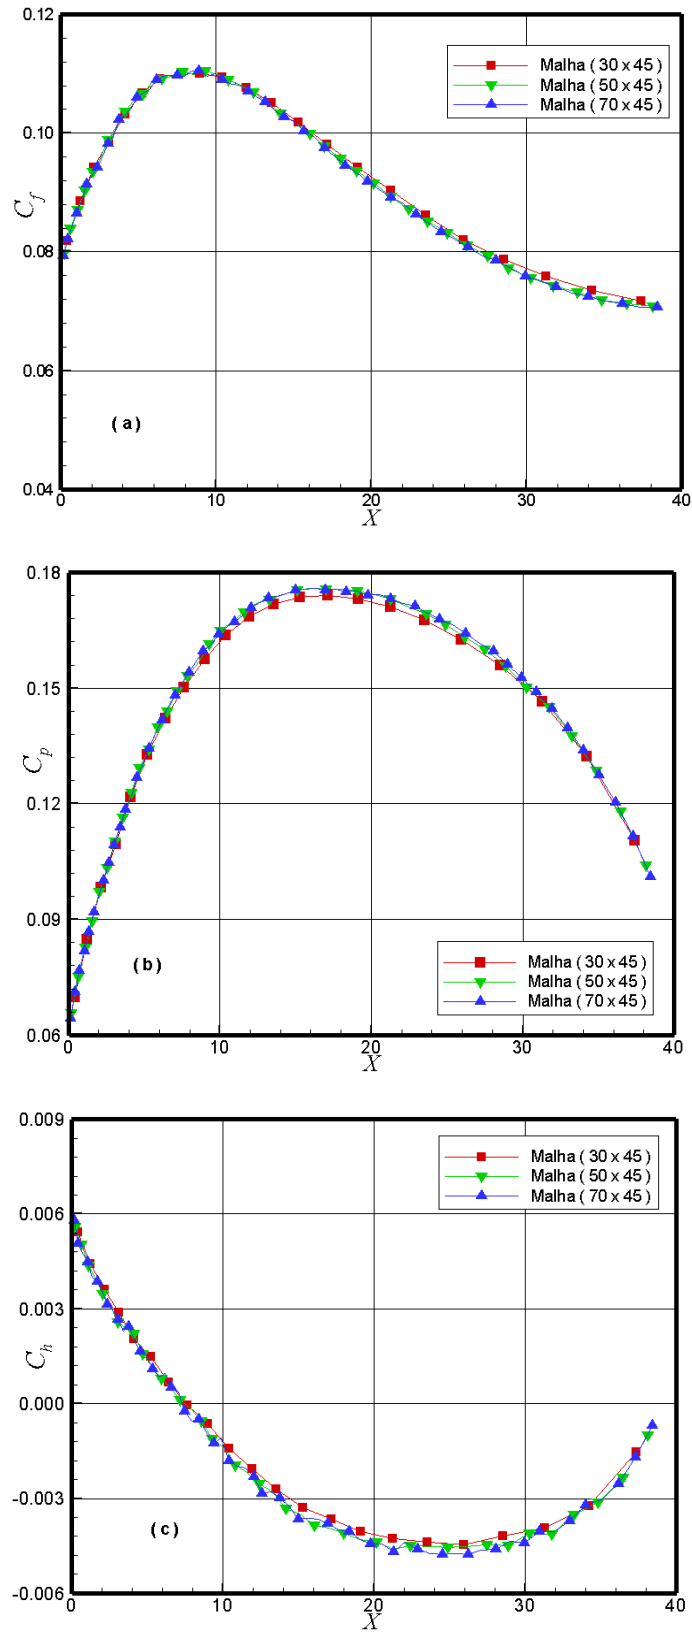 0.12
Malha ( 30 x 45 )
Malha ( 50 x 45 )
Malha ( 70 x 45 )
0.10
C_f
0.08
0.06
( a )
0.04
0 10 20 30 40
X
0.18
0.15
C_p
0.12
0.09
( b )
Malha ( 30 x 45 )
Malha ( 50 x 45 )
Malha ( 70 x 45 )
0.06
0 10 20 30 40
X
0.009
Malha ( 30 x 45 )
Malha ( 50 x 45 )
Malha ( 70 x 45 )
0.006
0.003
C_h
0.000
-0.003
( c )
-0.006
0 10 20 30 40
X